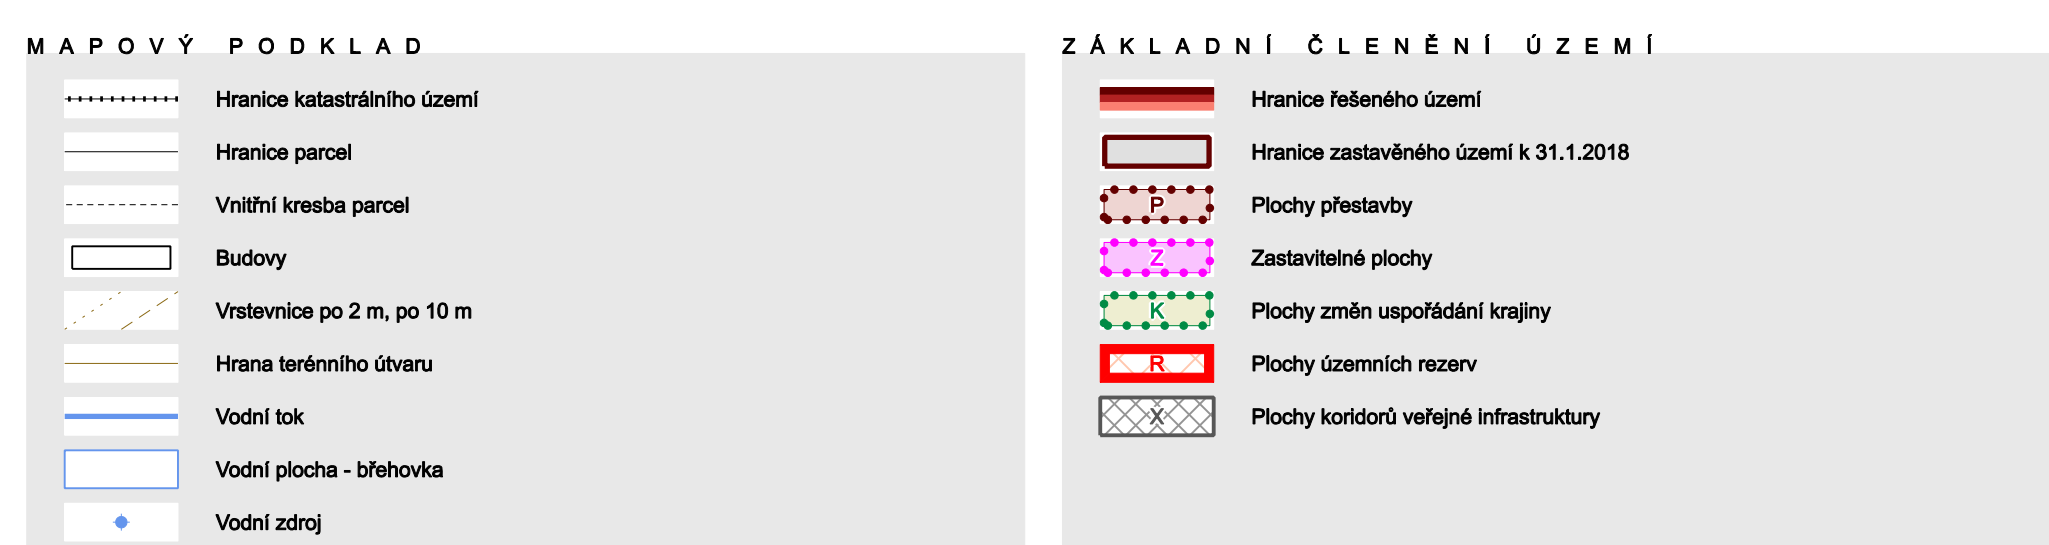 MAPOVÝ PODKLAD
Hranice katastrálního území
Hranice parcel
Vnitřní kresba parcel
Budovy
Vrstevnice po 2 m, po 10 m
Hrana terénního útvaru
Vodní tok
Vodní plocha - břehovka
Vodní zdroj
ZÁKLADNÍ ČLENĚNÍ ÚZEMÍ
Hranice řešeného území
Hranice zastavěného území k 31.1.2018
P Plochy přestavby
Z Zastavitelné plochy
K Plochy změn uspořádání krajiny
R Plochy územních rezerv
X Plochy koridorů veřejné infrastruktury